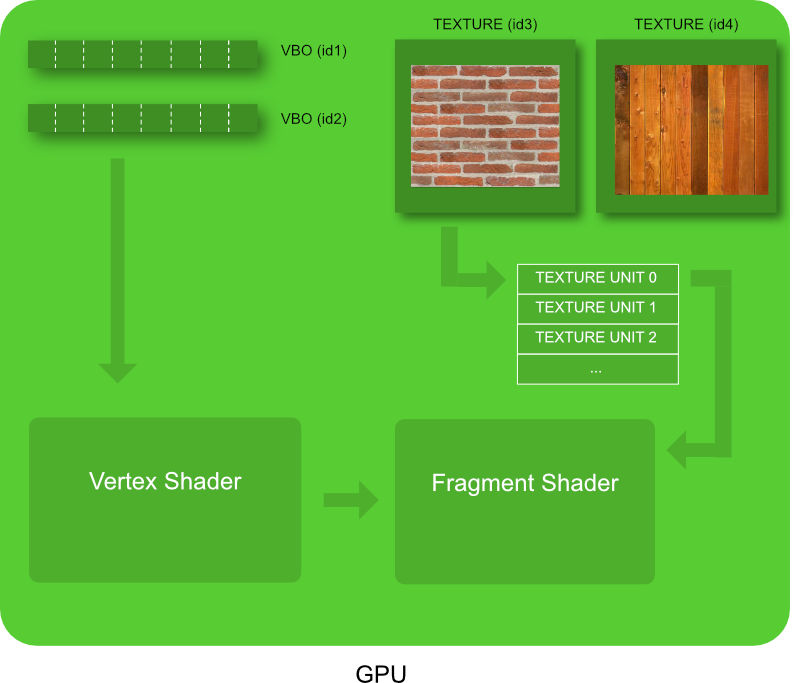 TEXTURE (id3)
TEXTURE (id4)
VBO (id1)
VBO (id2)
TEXTURE UNIT 0
TEXTURE UNIT 1
TEXTURE UNIT 2
...
Vertex Shader
Fragment Shader
GPU